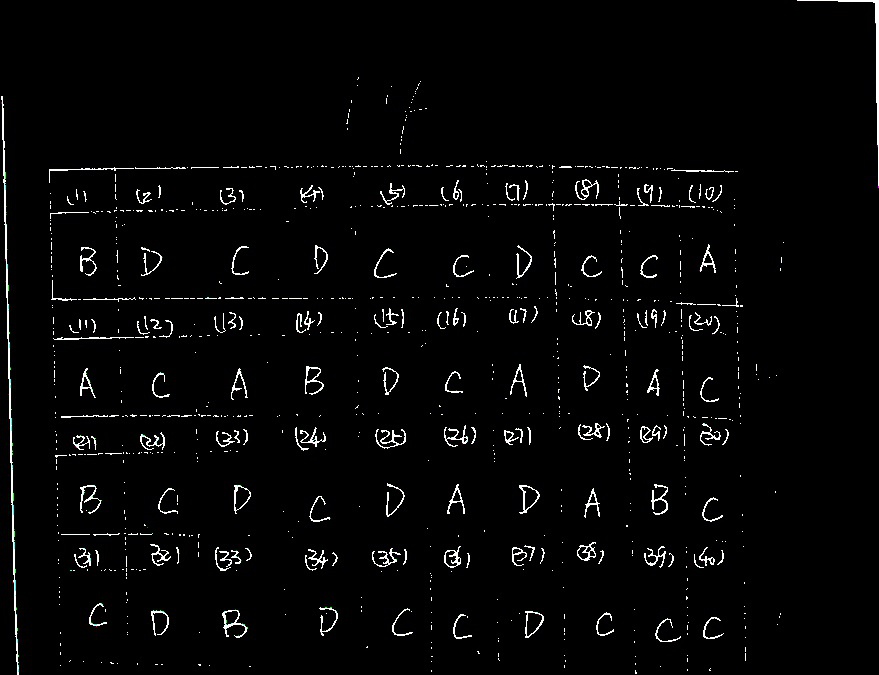 (1) (2) (3) (4) (5) (6) (7) (8) (9) (10)
B D C D C C D C C A
(11) (12) (13) (14) (15) (16) (17) (18) (19) (20)
A C A B D C A D A C
(21) (22) (23) (24) (25) (26) (27) (28) (29) (30)
B C D C D A D A B C
(31) (32) (33) (34) (35) (36) (37) (38) (39) (40)
C D B D C C D C C C